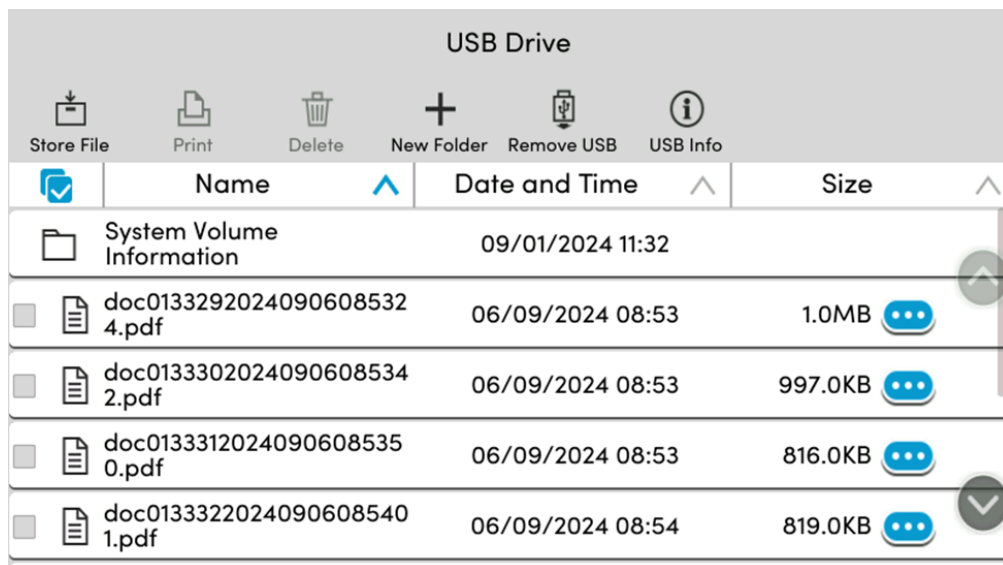 USB Drive
Store File Print Delete New Folder Remove USB USB Info
Name Date and Time Size
System Volume
Information 09/01/2024 11:32
doc01332920240906085​32
4.pdf 06/09/2024 08:53 1.0MB
doc0133302024090608534
2.pdf 06/09/2024 08:53 997.0KB
doc0133312024090608535
0.pdf 06/09/2024 08:53 816.0KB
doc0133322024090608540
1.pdf 06/09/2024 08:54 819.0KB